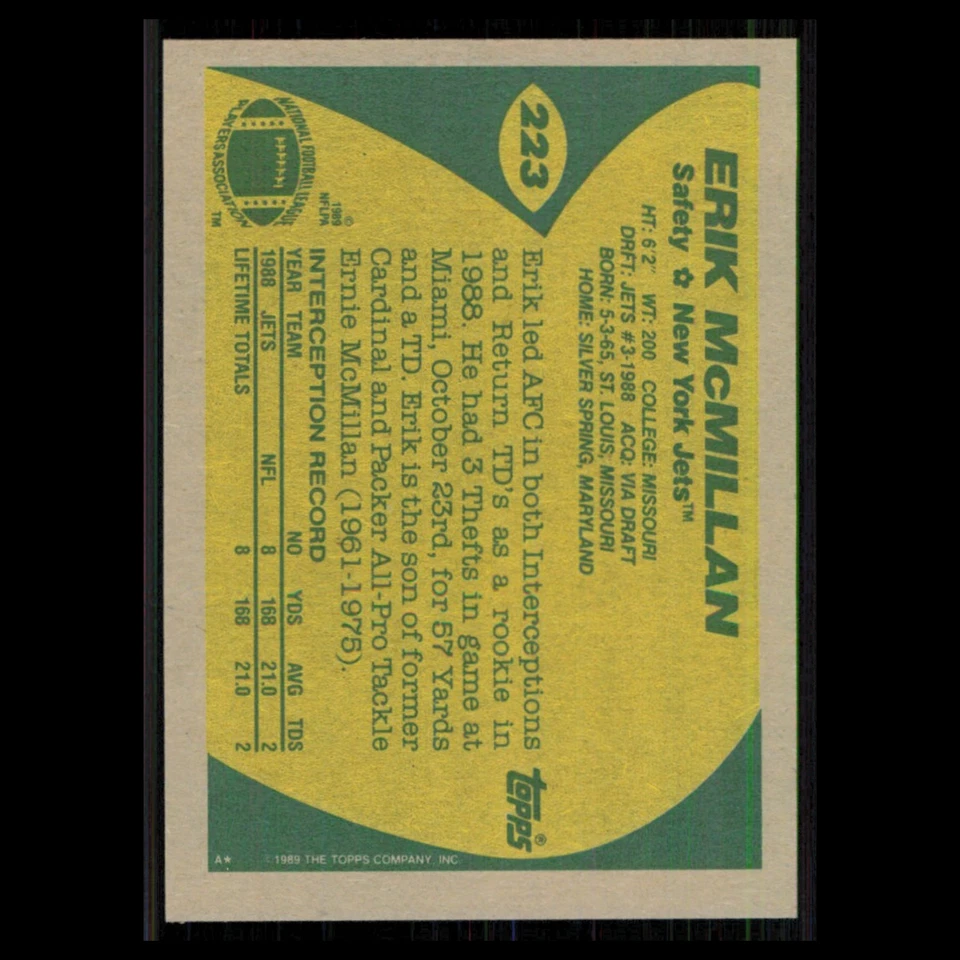 223
ERIK McMILLAN
Safety ✿ New York Jets™
HT: 6'2" WT: 200 COLLEGE: MISSOURI
DRFT: JETS #3-1988 ACQ: VIA DRAFT
BORN: 5-3-65, ST. LOUIS, MISSOURI
HOME: SILVER SPRING, MARYLAND
Erik led AFC in both Interceptions
and Return TD's as a rookie in
1988. He had 3 Thefts in game at
Miami, October 23rd, for 57 Yards
and a TD. Erik is the son of former
Cardinal and Packer All-Pro Tackle
Ernie McMillan (1961-1975).
topps®
NATIONAL FOOTBALL LEAGUE
PLAYERS ASSOCIATION
™
©
1989
NFLPA
INTERCEPTION RECORD
YEAR TEAM NO YDS AVG TDS
1988 JETS NFL 8 168 21.0 2
LIFETIME TOTALS 8 168 21.0 2
A★ 1989 THE TOPPS COMPANY, INC.